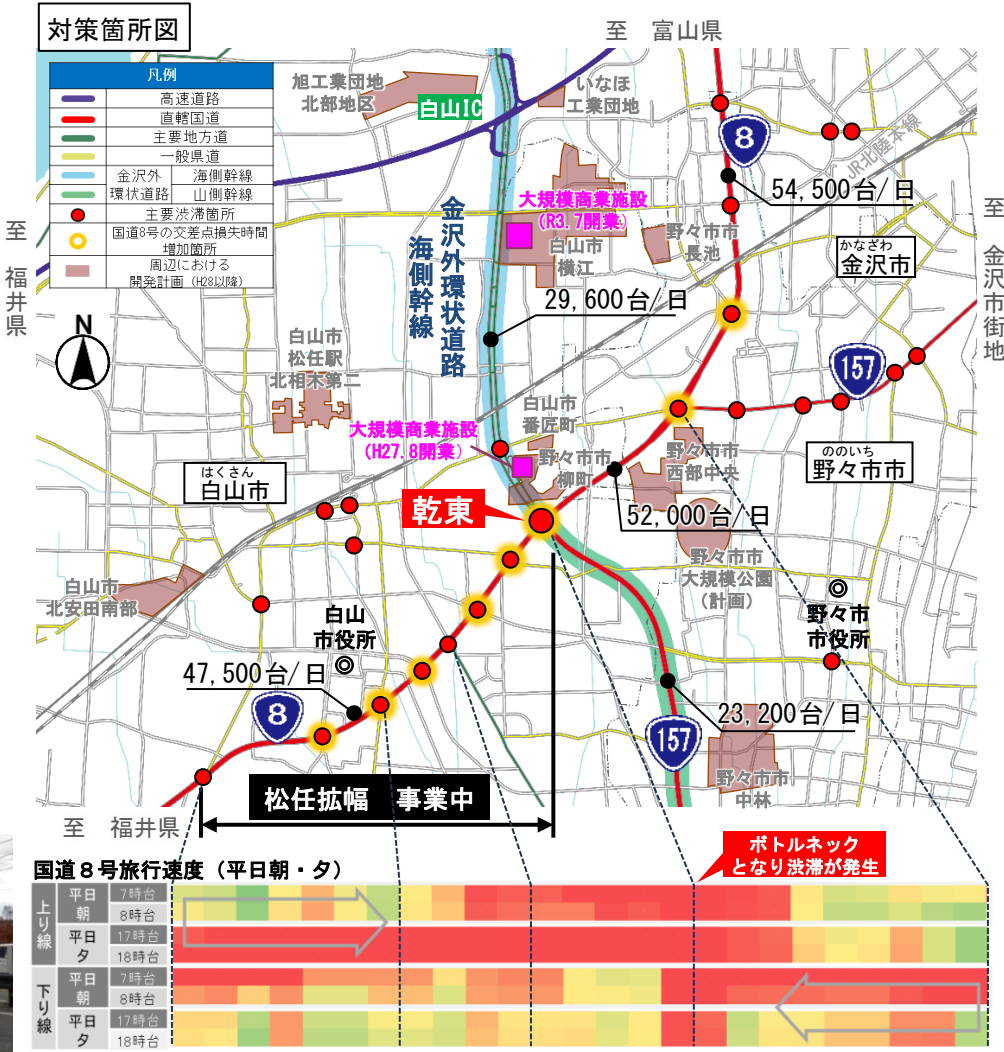 対策箇所図
至 富山県
凡例
高速道路
直轄国道
主要地方道
一般県道
金沢外
環状道路
海側幹線
山側幹線
主要渋滞箇所
国道8号の交差点損失時間
増加箇所
周辺における
開発計画（H28以降）
旭工業団地
北部地区
白山IC
いなほ
工業団地
8
JR北陸本線
54,500台/日
至 金沢市街地
至 福井県
大規模商業施設
(R3.7開業)
白山市
横江
野々市市
長池
かなざわ
金沢市
金沢外環状道路
海側幹線
29,600台/日
N
157
白山市
松任駅
北相木第二
白山市
番匠町
大規模商業施設
(H27.8開業)
野々市市
柳町
野々市市
西部中央
ののいち
野々市市
はくさん
白山市
乾東
52,000台/日
野々市市
大規模公園
(計画)
白山市
北安田南部
白山
市役所
野々市
市役所
47,500台/日
8
23,200台/日
157
野々市市
中林
松任拡幅 事業中
至 福井県
ボトルネック
となり渋滞が発生
国道８号旅行速度（平日朝・夕）
上り線
平日
朝
7時台
8時台
平日
夕
17時台
18時台
下り線
平日
朝
7時台
8時台
平日
夕
17時台
18時台